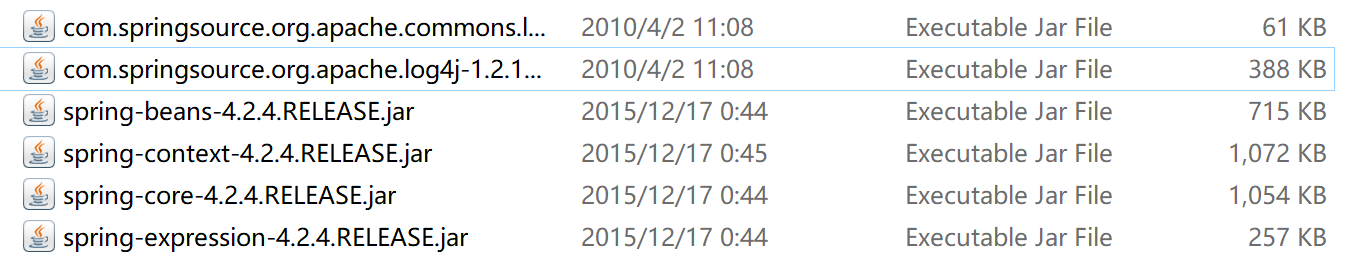 com.springsource.org.apache.commons.l... 2010/4/2 11:08 Executable Jar File 61 KB
com.springsource.org.apache.log4j-1.2.1... 2010/4/2 11:08 Executable Jar File 388 KB
spring-beans-4.2.4.RELEASE.jar 2015/12/17 0:44 Executable Jar File 715 KB
spring-context-4.2.4.RELEASE.jar 2015/12/17 0:45 Executable Jar File 1,072 KB
spring-core-4.2.4.RELEASE.jar 2015/12/17 0:44 Executable Jar File 1,054 KB
spring-expression-4.2.4.RELEASE.jar 2015/12/17 0:44 Executable Jar File 257 KB